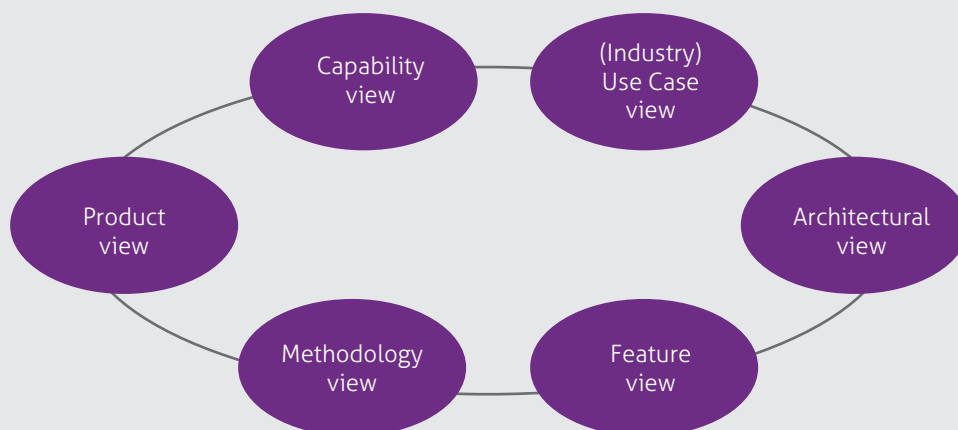 Capability
view
(Industry)
Use Case
view
Product
view
Architectural
view
Methodology
view
Feature
view